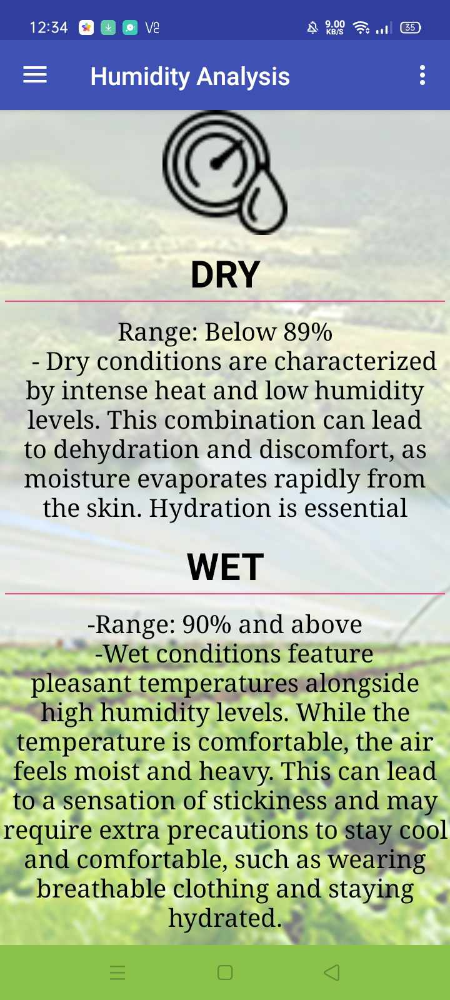 12:34
9.00
KB/S
35
Humidity Analysis
DRY
Range: Below 89%
- Dry conditions are characterized
by intense heat and low humidity
levels. This combination can lead
to dehydration and discomfort, as
moisture evaporates rapidly from
the skin. Hydration is essential
WET
-Range: 90% and above
-Wet conditions feature
pleasant temperatures alongside
high humidity levels. While the
temperature is comfortable, the air
feels moist and heavy. This can lead
to a sensation of stickiness and may
require extra precautions to stay cool
and comfortable, such as wearing
breathable clothing and staying
hydrated.